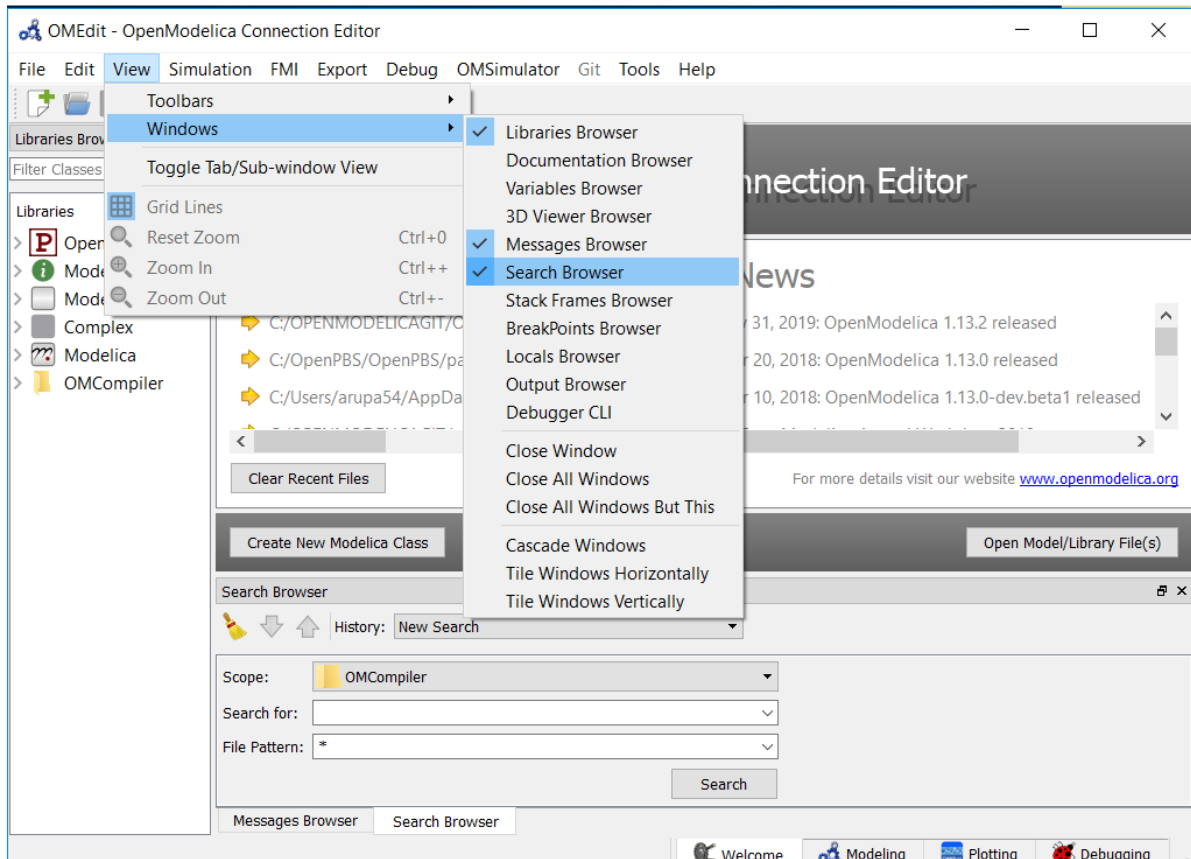 OMEdit - OpenModelica Connection Editor
File Edit View Simulation FMI Export Debug OMSimulator Git Tools Help
Toolbars
Windows
Toggle Tab/Sub-window View
Grid Lines
Reset Zoom Ctrl+0
Zoom In Ctrl++
Zoom Out Ctrl+-
Libraries Browser
Documentation Browser
Variables Browser
3D Viewer Browser
Messages Browser
Search Browser
Stack Frames Browser
BreakPoints Browser
Locals Browser
Output Browser
Debugger CLI
Close Window
Close All Windows
Close All Windows But This
Cascade Windows
Tile Windows Horizontally
Tile Windows Vertically
Libraries Brow
Filter Classes
Libraries
P Open
Mode
Mode
Complex
Modelica
OMCompiler
nnection Editor
News
C:/OPENMODELICAGIT/O
C:/OpenPBS/OpenPBS/pa
C:/Users/arupa54/AppDa
31, 2019: OpenModelica 1.13.2 released
r 20, 2018: OpenModelica 1.13.0 released
r 10, 2018: OpenModelica 1.13.0-dev.beta1 released
Clear Recent Files
For more details visit our website www.openmodelica.org
Create New Modelica Class
Open Model/Library File(s)
Search Browser
History: New Search
Scope: OMCompiler
Search for:
File Pattern: *
Search
Messages Browser Search Browser
Welcome Modeling Plotting Debugging